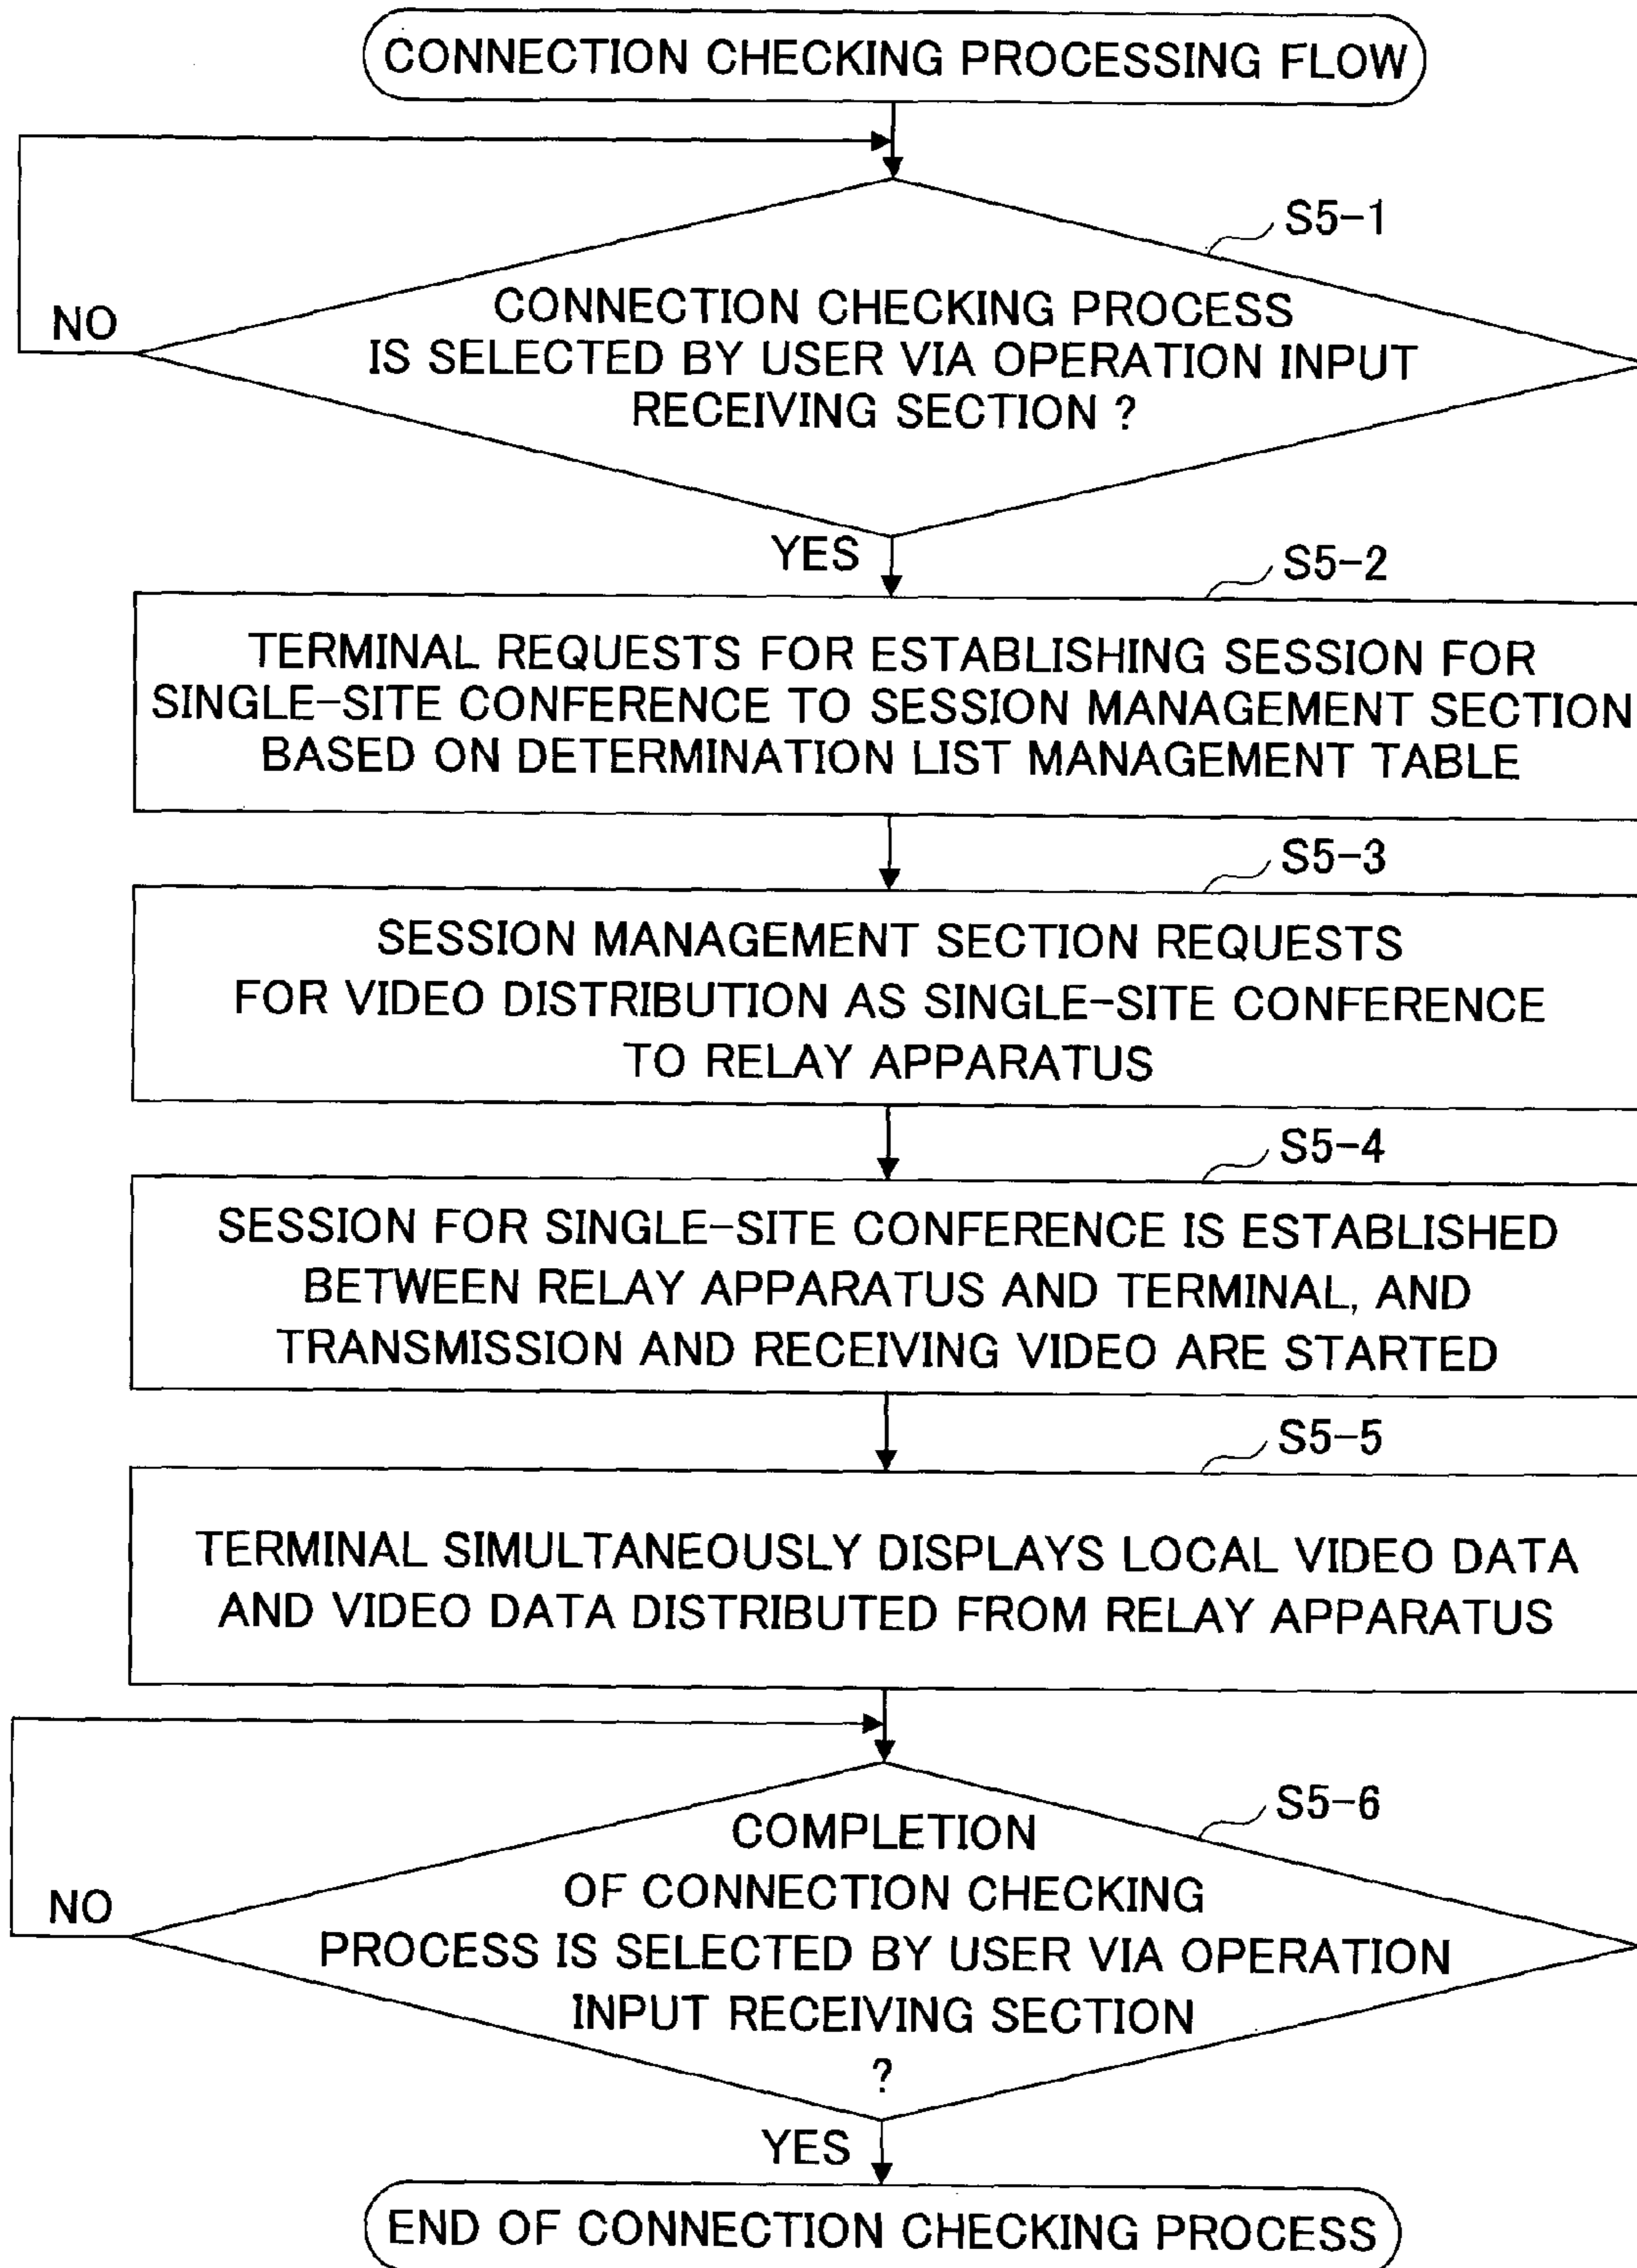 CONNECTION CHECKING PROCESSING FLOW
S5-1
CONNECTION CHECKING PROCESS
IS SELECTED BY USER VIA OPERATION INPUT
RECEIVING SECTION ?
NO
YES
S5-2
TERMINAL REQUESTS FOR ESTABLISHING SESSION FOR
SINGLE-SITE CONFERENCE TO SESSION MANAGEMENT SECTION
BASED ON DETERMINATION LIST MANAGEMENT TABLE
S5-3
SESSION MANAGEMENT SECTION REQUESTS
FOR VIDEO DISTRIBUTION AS SINGLE-SITE CONFERENCE
TO RELAY APPARATUS
S5-4
SESSION FOR SINGLE-SITE CONFERENCE IS ESTABLISHED
BETWEEN RELAY APPARATUS AND TERMINAL, AND
TRANSMISSION AND RECEIVING VIDEO ARE STARTED
S5-5
TERMINAL SIMULTANEOUSLY DISPLAYS LOCAL VIDEO DATA
AND VIDEO DATA DISTRIBUTED FROM RELAY APPARATUS
S5-6
COMPLETION
OF CONNECTION CHECKING
PROCESS IS SELECTED BY USER VIA OPERATION
INPUT RECEIVING SECTION
?
NO
YES
END OF CONNECTION CHECKING PROCESS